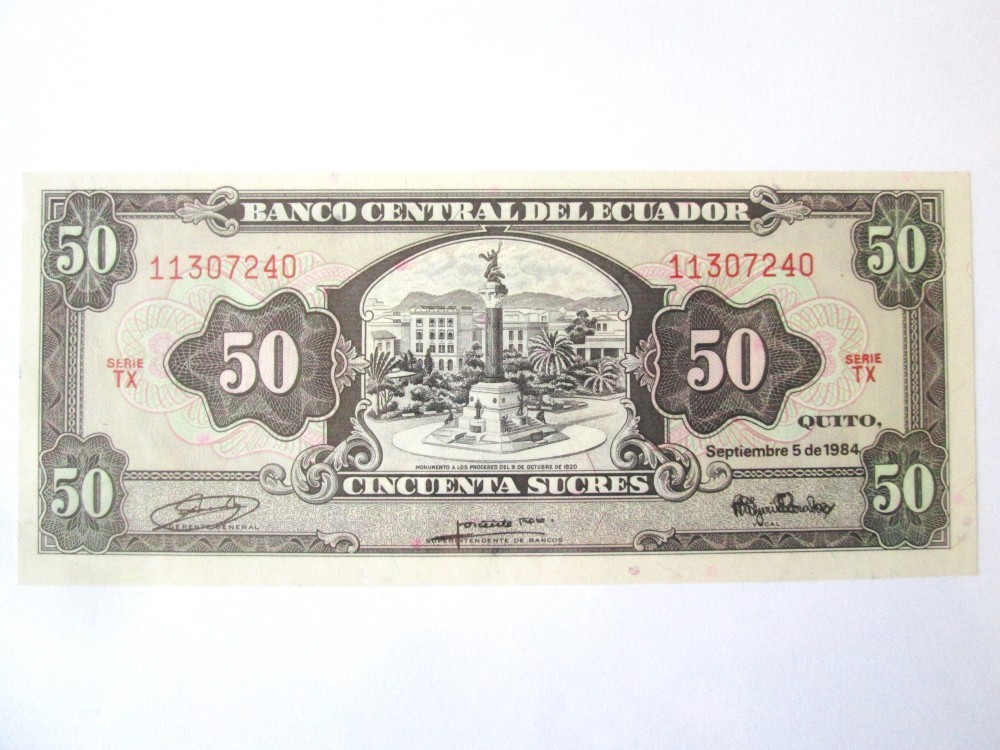 BANCO CENTRAL DEL ECUADOR
50 50
11307240 11307240
50 50
SERIE TX SERIE TX
QUITO,
Septiembre 5 de 1984
MONUMENTO A LOS PROCERES DEL 9 DE OCTUBRE DE 1820
CINCUENTA SUCRES
50 50
GERENTE GENERAL
VOCAL
SUPERINTENDENTE DE BANCOS